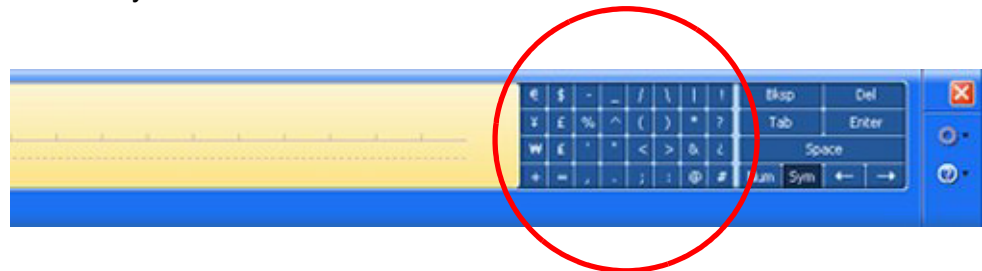 € $ - _ / \ | ! Bksp Del
¥ £ % ^ ( ) * ? Tab Enter
₩ < > & ¿ Space
+ = , . ; : @ # Num Sym ← →